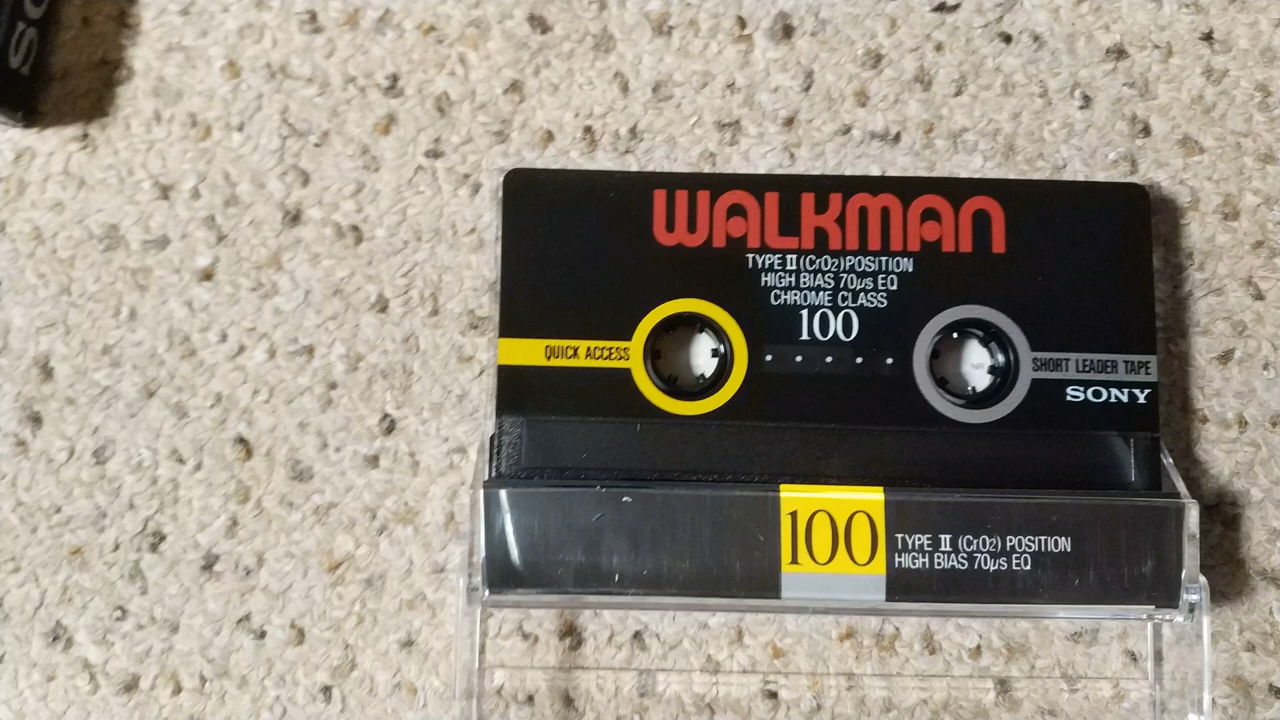 WALKMAN
TYPE II (CrO2) POSITION
HIGH BIAS 70µs EQ
CHROME CLASS
100
QUICK ACCESS
SHORT LEADER TAPE
SONY
100
TYPE II (CrO2) POSITION
HIGH BIAS 70µs EQ